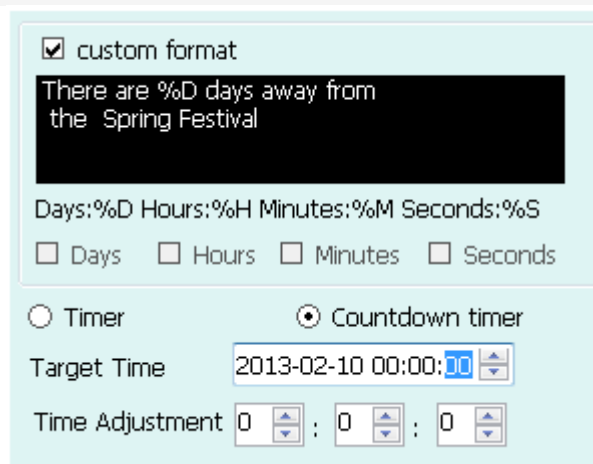 custom format
There are %D days away from
the Spring Festival
Days:%D Hours:%H Minutes:%M Seconds:%S
Days Hours Minutes Seconds
Timer Countdown timer
Target Time 2013-02-10 00:00:00
Time Adjustment 0 : 0 : 0